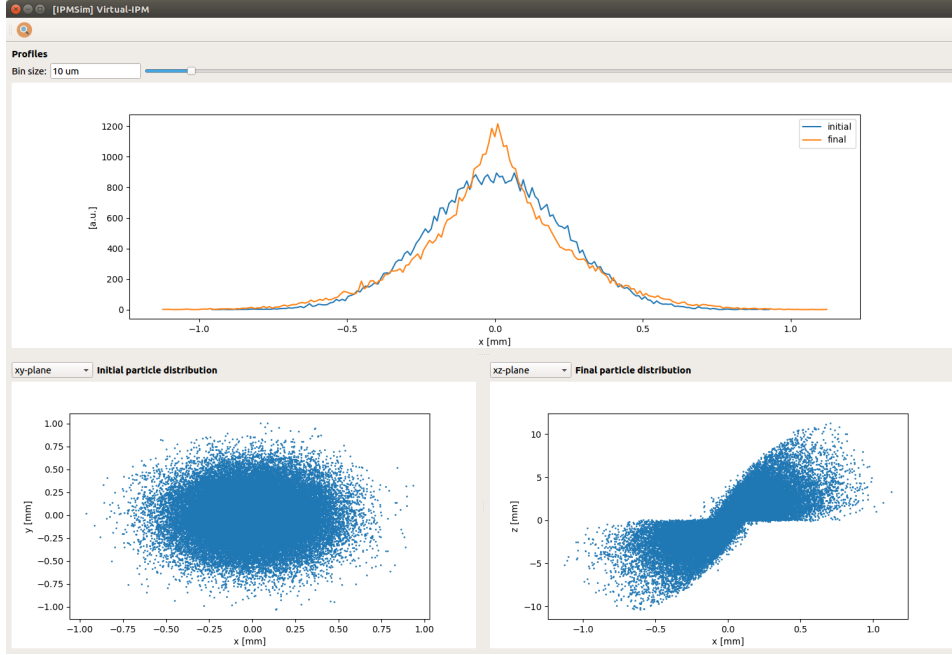 [IPMSim] Virtual-IPM
Profiles
Bin size: 10 um
1200
1000
800
600
400
200
0
[a.u.]
initial
final
−1.0 −0.5 0.0 0.5 1.0
x [mm]
xy-plane Initial particle distribution
1.00
0.75
0.50
0.25
0.00
−0.25
−0.50
−0.75
−1.00
y [mm]
−1.00 −0.75 −0.50 −0.25 0.00 0.25 0.50 0.75 1.00
x [mm]
xz-plane Final particle distribution
10
5
0
−5
−10
z [mm]
−1.0 −0.5 0.0 0.5 1.0
x [mm]